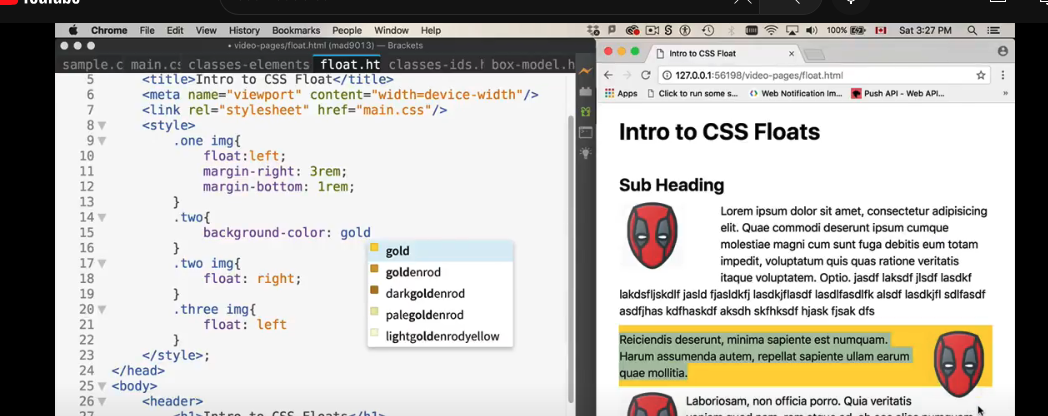 YouTube
Chrome File Edit View History Bookmarks People Window Help
100% Sat 3:27 PM
• video-pages/float.html (mad9013) — Brackets
sample.c main.cs classes-elements float.ht classes-ids.h box-model.h
5 <title>Intro to CSS Float</title>
6 <meta name="viewport" content="width=device-width"/>
7 <link rel="stylesheet" href="main.css"/>
8 <style>
9 .one img{
10 float:left;
11 margin-right: 3rem;
12 margin-bottom: 1rem;
13 }
14 .two{
15 background-color: gold
16 }
17 .two img{
18 float: right;
19 }
20 .three img{
21 float: left
22 }
23 </style>;
24 </head>
25 <body>
26 <header>
27 <h1>Intro to CSS Floats</h1>
gold
goldenrod
darkgoldenrod
palegoldenrod
lightgoldenrodyellow
Intro to CSS Float
127.0.0.1:56198/video-pages/float.html
Apps Click to run some s... Web Notification Im... Push API - Web API... »
Intro to CSS Floats
Sub Heading
Lorem ipsum dolor sit amet, consectetur adipisicing
elit. Quae commodi deserunt ipsum cumque
molestiae magni cum sunt fuga debitis eum totam
impedit, voluptatum quis quas ratione veritatis
itaque voluptatem. Optio. jasdf laksdf jlsdf lasdkf
lakdsfljskdlf jasld fjasldkfj lasdkjflasdf lasdlfasdlfk alsdf lasdkjfl sdlfasdf
asdfjhas kdfhaskdf aksdh skfhksdf hjask fjsak dfs
Reiciendis deserunt, minima sapiente est numquam.
Harum assumenda autem, repellat sapiente ullam earum
quae mollitia.
Laboriosam, non officia porro. Quia veritatis